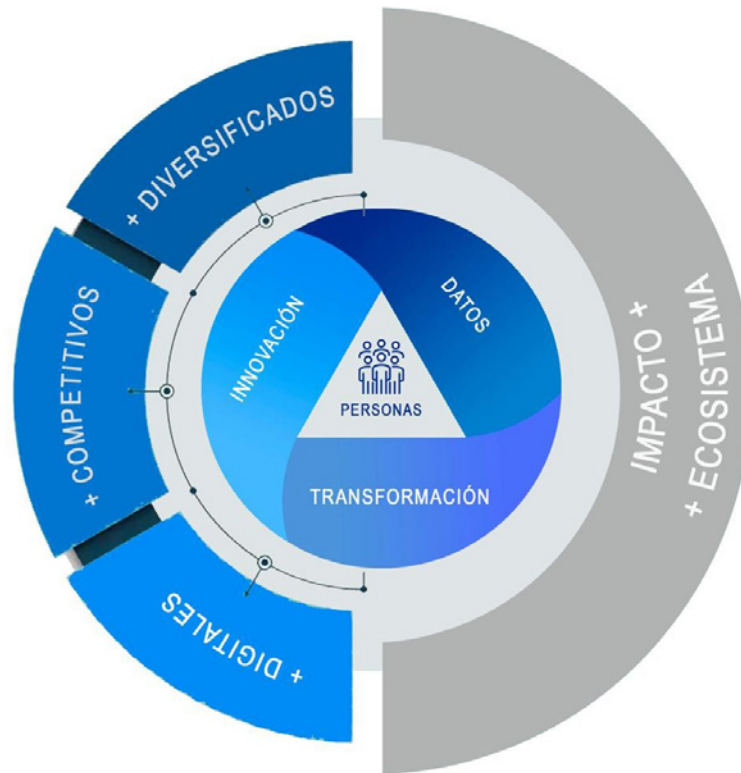 + DIVERSIFICADOS
+ COMPETITIVOS
+ DIGITALES
INNOVACIÓN
DATOS
PERSONAS
TRANSFORMACIÓN
IMPACTO +
+ ECOSISTEMA